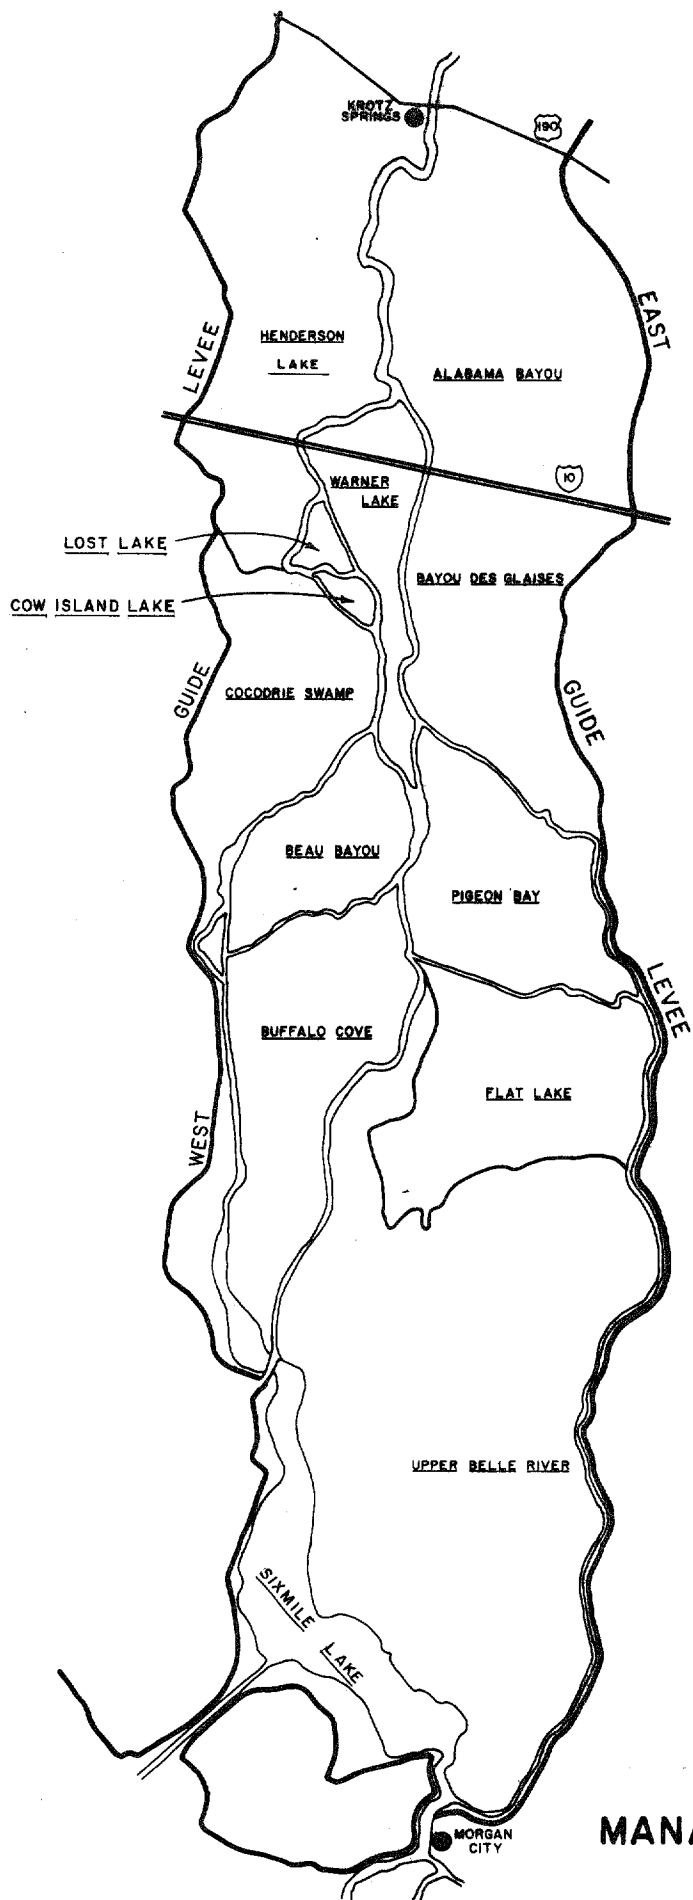 KROTZ
SPRINGS
190
EAST
LEVEE
HENDERSON
LAKE
ALABAMA BAYOU
WARNER
LAKE
10
LOST LAKE
BAYOU DES GLAISES
COW ISLAND LAKE
GUIDE
COCODRIE SWAMP
GUIDE
BEAU BAYOU
PIGEON BAY
LEVEE
BUFFALO COVE
FLAT LAKE
WEST
UPPER BELLE RIVER
SIXMILE LAKE
MORGAN
CITY